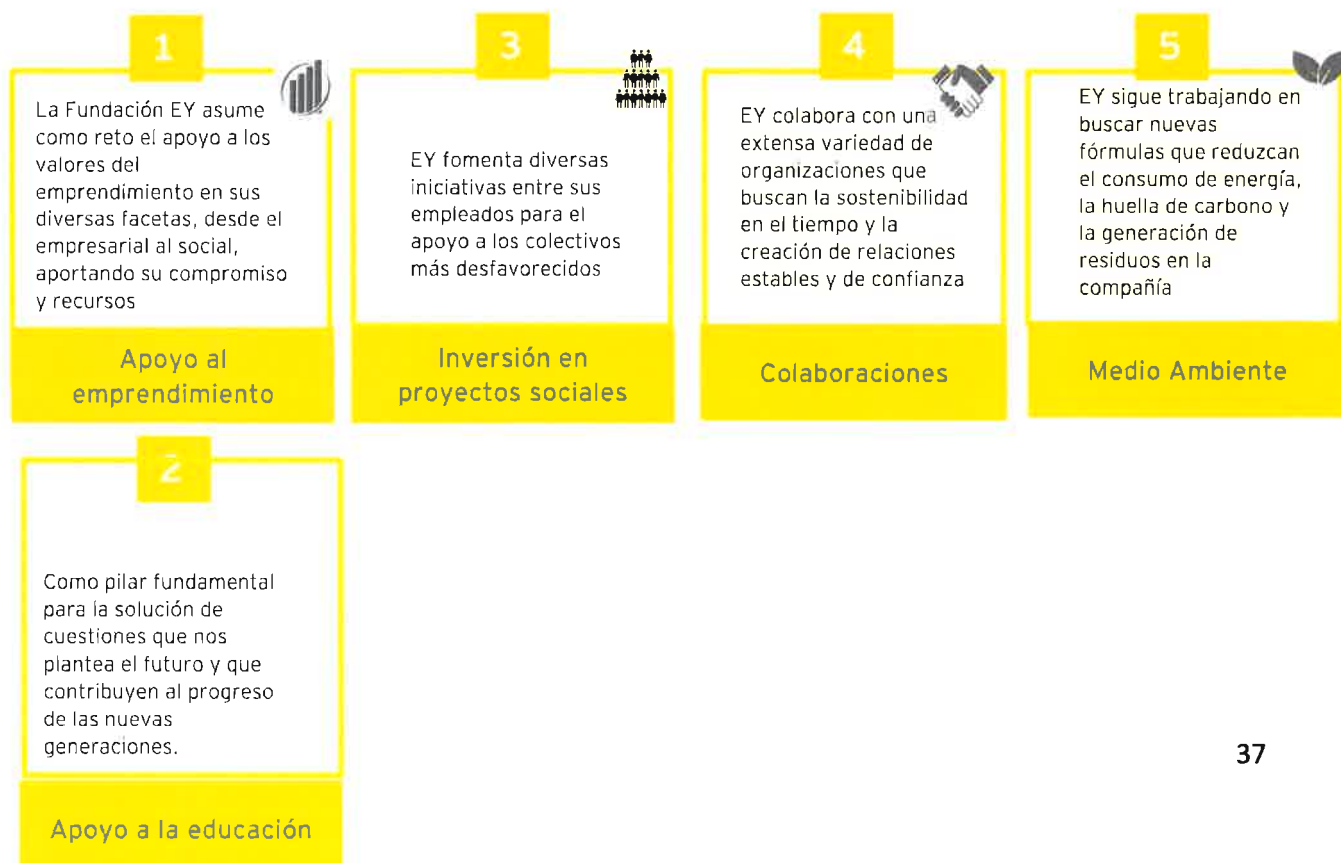 1
La Fundación EY asume
como reto el apoyo a los
valores del
emprendimiento en sus
diversas facetas, desde el
empresarial al social,
aportando su compromiso
y recursos
Apoyo al
emprendimiento
3
EY fomenta diversas
iniciativas entre sus
empleados para el
apoyo a los colectivos
más desfavorecidos
Inversión en
proyectos sociales
4
EY colabora con una
extensa variedad de
organizaciones que
buscan la sostenibilidad
en el tiempo y la
creación de relaciones
estables y de confianza
Colaboraciones
5
EY sigue trabajando en
buscar nuevas
fórmulas que reduzcan
el consumo de energía,
la huella de carbono y
la generación de
residuos en la
compañía
Medio Ambiente
2
Como pilar fundamental
para la solución de
cuestiones que nos
plantea el futuro y que
contribuyen al progreso
de las nuevas
generaciones.
Apoyo a la educación
37